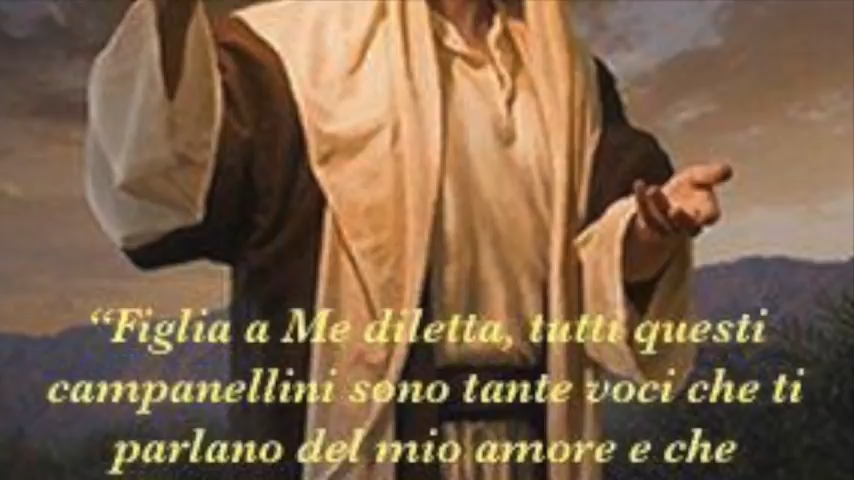 “Figlia a Me diletta, tutti questi
campanellini sono tante voci che ti
parlano del mio amore e che